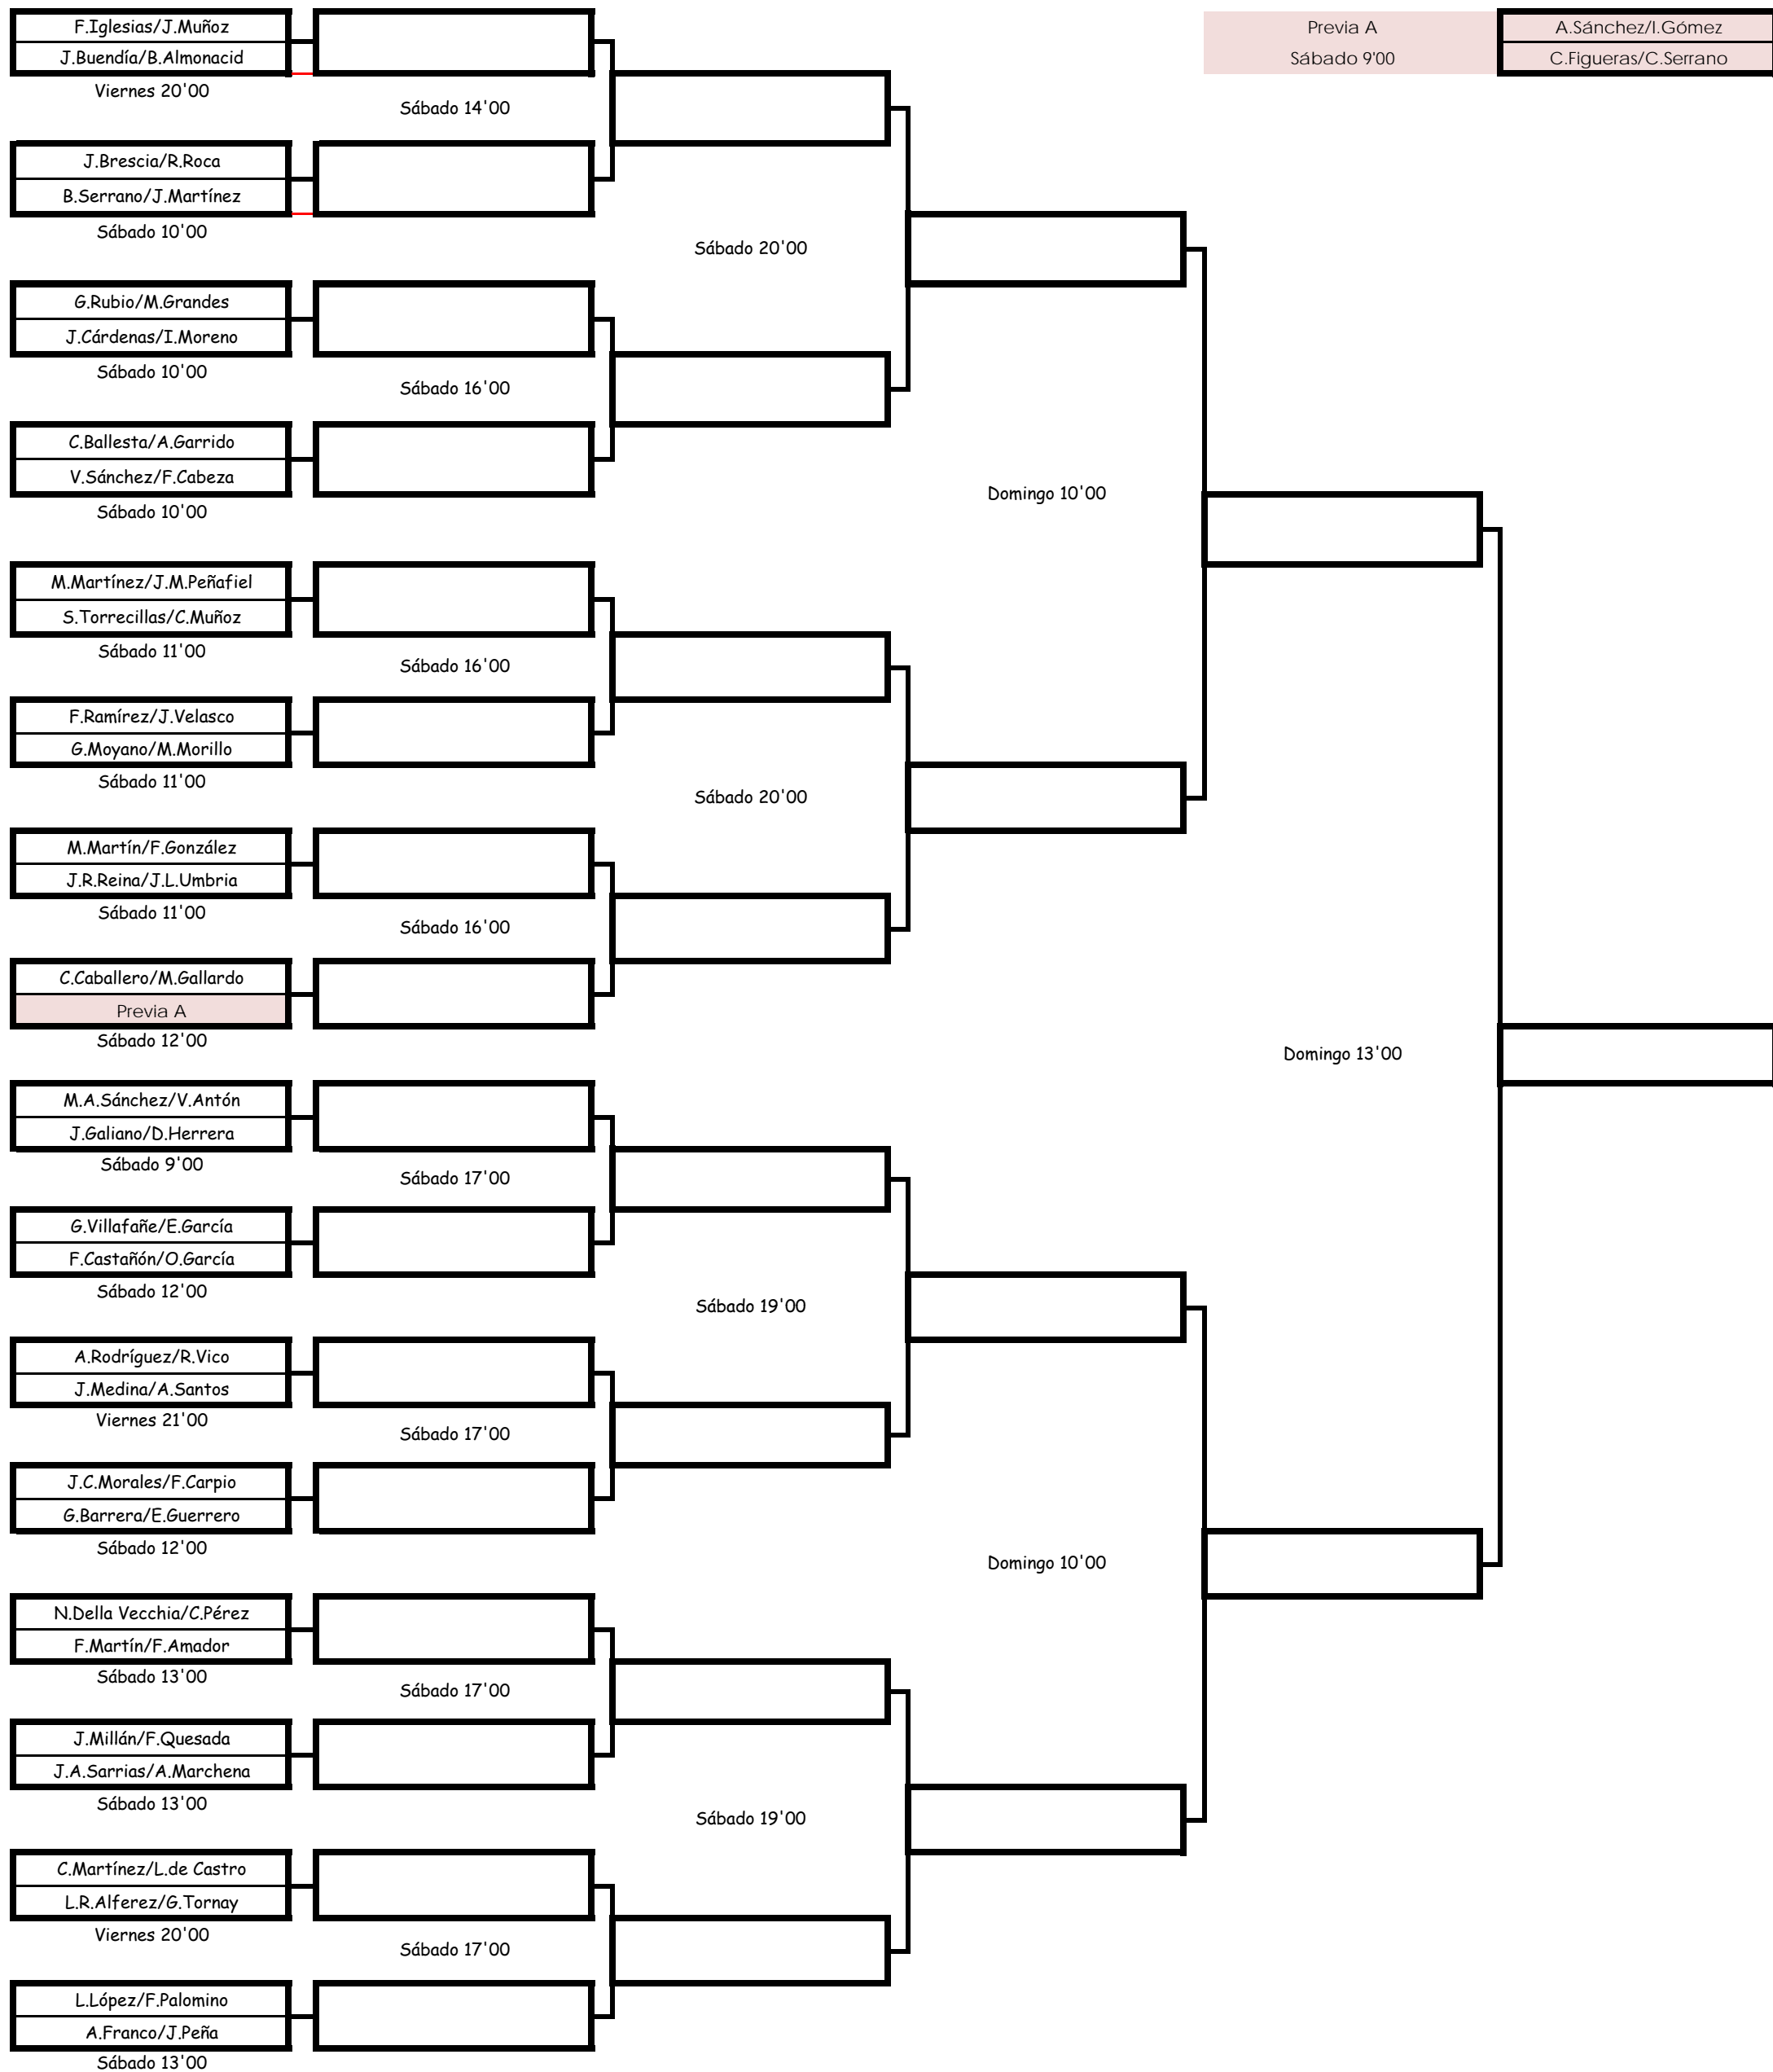 F.Iglesias/J.Muñoz
J.Buendía/B.Almonacid
Viernes 20'00
Previa A
Sábado 9'00
A.Sánchez/I.Gómez
C.Figueras/C.Serrano
Sábado 14'00
J.Brescia/R.Roca
B.Serrano/J.Martínez
Sábado 10'00
Sábado 20'00
G.Rubio/M.Grandes
J.Cárdenas/I.Moreno
Sábado 10'00
Sábado 16'00
C.Ballesta/A.Garrido
V.Sánchez/F.Cabeza
Sábado 10'00
Domingo 10'00
M.Martínez/J.M.Peñafiel
S.Torrecillas/C.Muñoz
Sábado 11'00
Sábado 16'00
F.Ramírez/J.Velasco
G.Moyano/M.Morillo
Sábado 11'00
Sábado 20'00
M.Martín/F.González
J.R.Reina/J.L.Umbria
Sábado 11'00
Sábado 16'00
C.Caballero/M.Gallardo
Previa A
Sábado 12'00
Domingo 13'00
M.A.Sánchez/V.Antón
J.Galiano/D.Herrera
Sábado 9'00
Sábado 17'00
G.Villafañe/E.García
F.Castañón/O.García
Sábado 12'00
Sábado 19'00
A.Rodríguez/R.Vico
J.Medina/A.Santos
Viernes 21'00
Sábado 17'00
J.C.Morales/F.Carpio
G.Barrera/E.Guerrero
Sábado 12'00
Domingo 10'00
N.Della Vecchia/C.Pérez
F.Martín/F.Amador
Sábado 13'00
Sábado 17'00
J.Millán/F.Quesada
J.A.Sarrias/A.Marchena
Sábado 13'00
Sábado 19'00
C.Martínez/L.de Castro
L.R.Alferez/G.Tornay
Viernes 20'00
Sábado 17'00
L.López/F.Palomino
A.Franco/J.Peña
Sábado 13'00